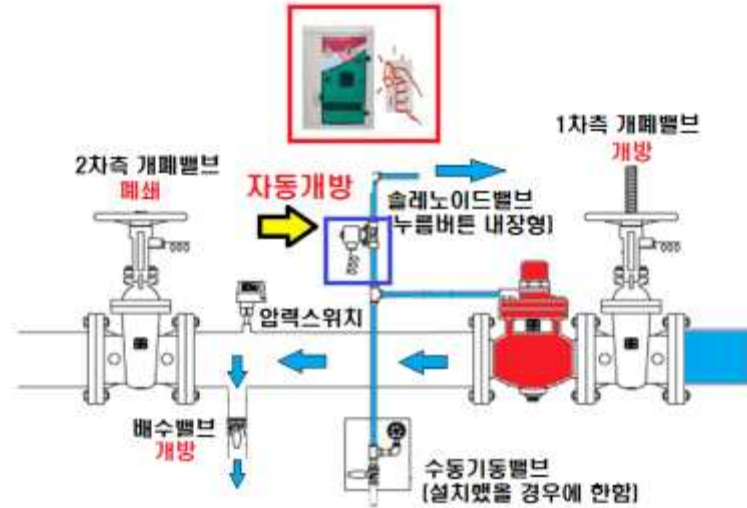 1차측 개폐밸브
개방
2차측 개폐밸브
폐쇄
자동개방
솔레노이드밸브
(누름버튼 내장형)
압력스위치
배수밸브
개방
수동기동밸브
(설치했을 경우에 한함)